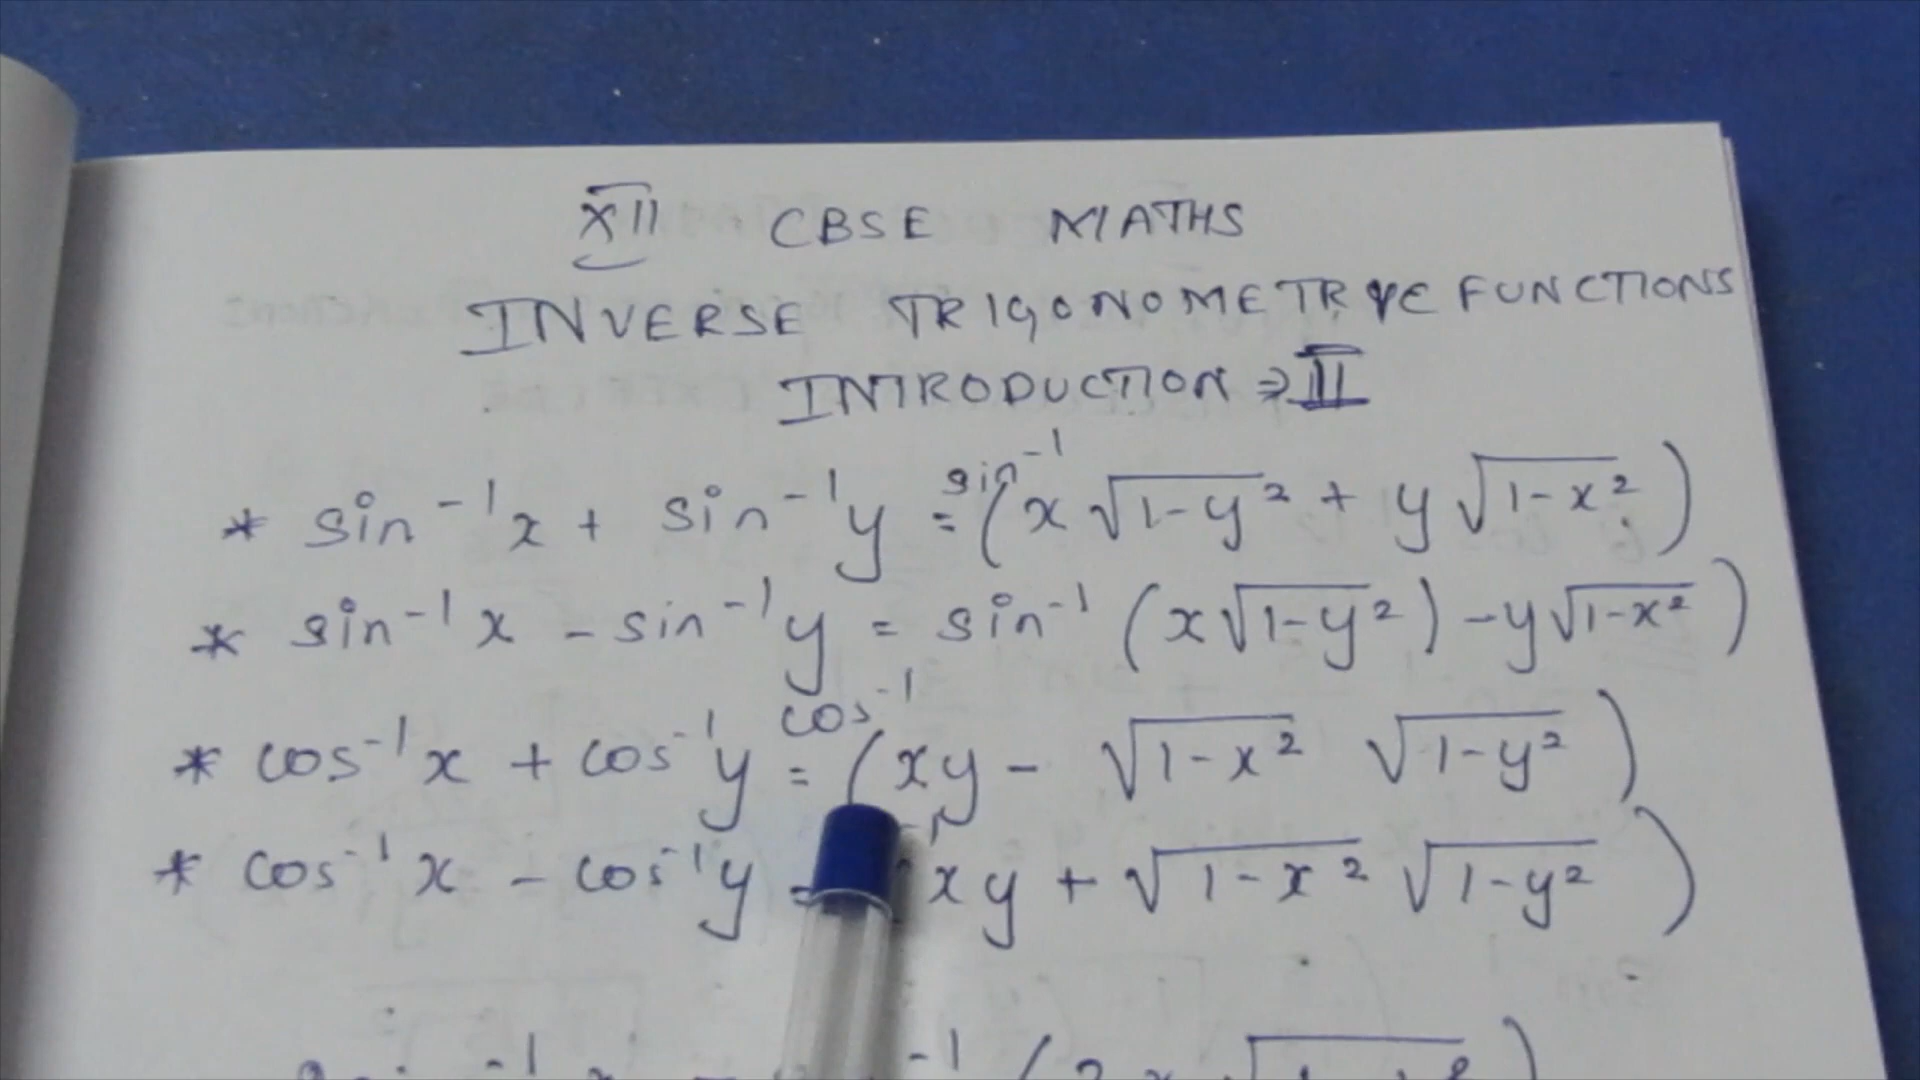 XII CBSE MATHS
INVERSE TRIGONOMETRIC FUNCTIONS
INTRODUCTION ⇒ II
* sin⁻¹x + sin⁻¹y = sin⁻¹(x√(1-y²) + y√(1-x²))
* sin⁻¹x - sin⁻¹y = sin⁻¹(x√(1-y²)) - y√(1-x²))
* cos⁻¹x + cos⁻¹y = cos⁻¹(xy - √(1-x²) √(1-y²))
* cos⁻¹x - cos⁻¹y = xy + √(1-x²) √(1-y²))